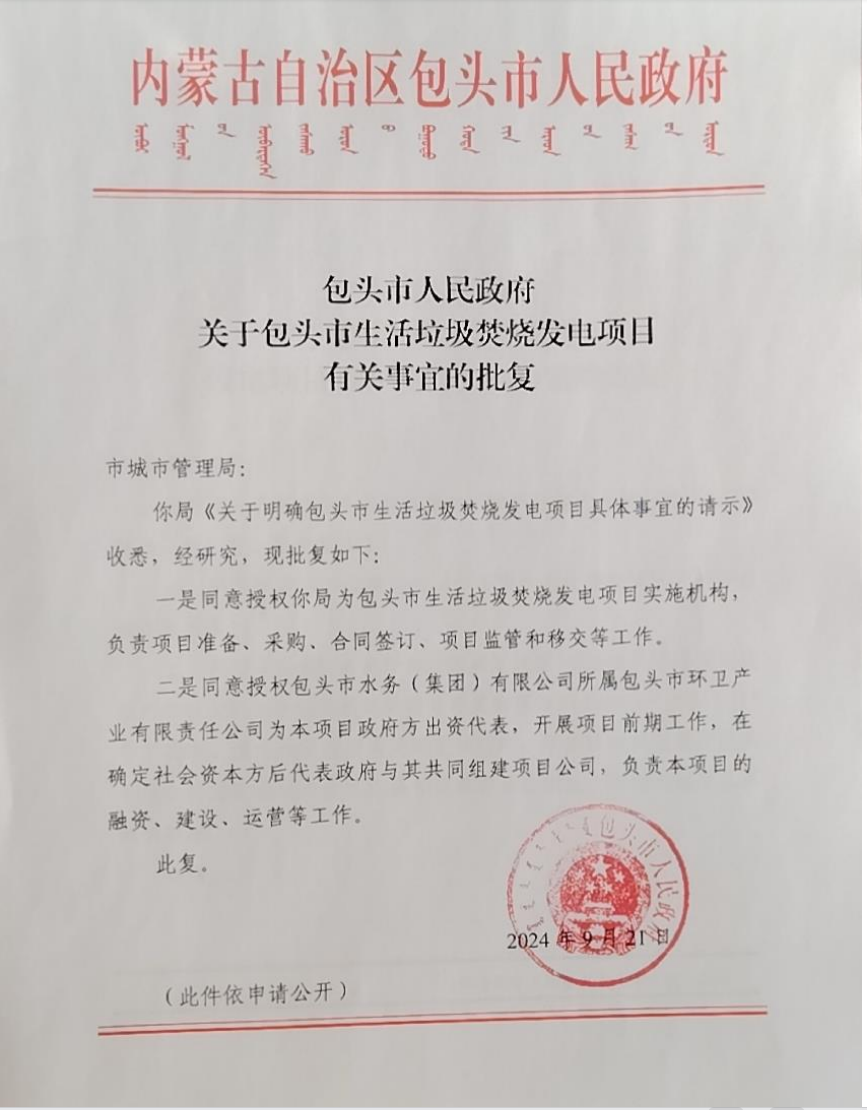 内蒙古自治区包头市人民政府
包头市人民政府
关于包头市生活垃圾焚烧发电项目
有关事宜的批复
市城市管理局：
你局《关于明确包头市生活垃圾焚烧发电项目具体事宜的请示》
收悉，经研究，现批复如下：
一是同意授权你局为包头市生活垃圾焚烧发电项目实施机构，
负责项目准备、采购、合同签订、项目监管和移交等工作。
二是同意授权包头市水务（集团）有限公司所属包头市环卫产
业有限责任公司为本项目政府方出资代表，开展项目前期工作，在
确定社会资本方后代表政府与其共同组建项目公司，负责本项目的
融资、建设、运营等工作。
此复。
包头市人民政府
2024 年 9 月 21 日
（此件依申请公开）